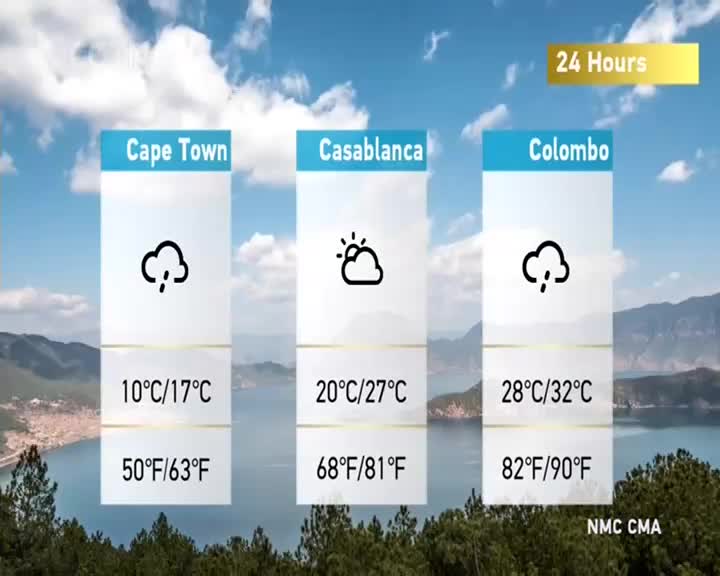 24 Hours
Cape Town
Casablanca
Colombo
10°C/17°C
20°C/27°C
28°C/32°C
50°F/63°F
68°F/81°F
82°F/90°F
NMC CMA